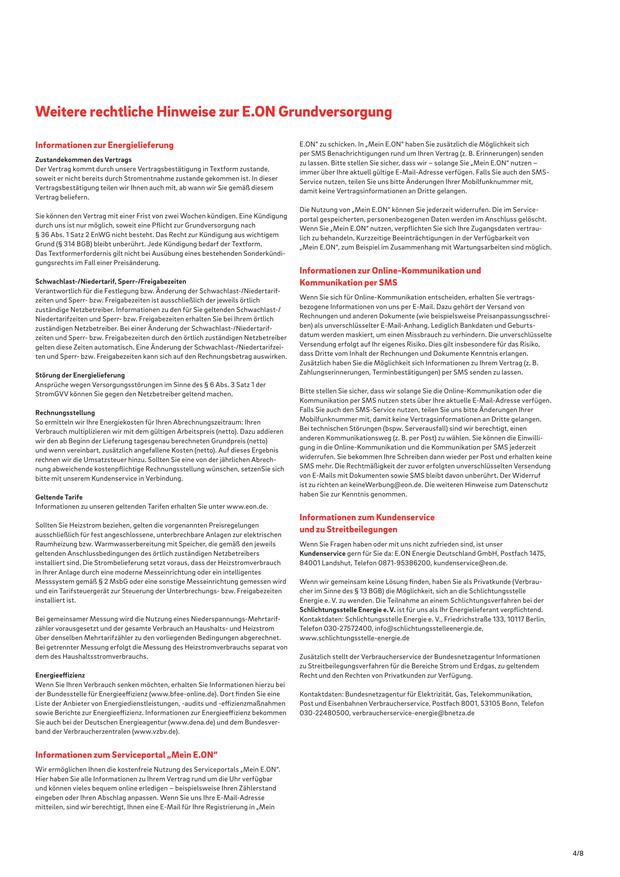 Weitere rechtliche Hinweise zur E.ON Grundversorgung
Informationen zur Energielieferung
Zustandekommen des Vertrags
Der Vertrag kommt durch unsere Vertragsbestätigung in Textform zustande,
soweit er nicht bereits durch Stromentnahme zustande gekommen ist. In dieser
Vertragsbestätigung teilen wir Ihnen auch mit, ab wann wir Sie gemäß diesem
Vertrag beliefern.
Sie können den Vertrag mit einer Frist von zwei Wochen kündigen. Eine Kündigung
durch uns ist nur möglich, soweit eine Pflicht zur Grundversorgung nach
§ 36 Abs. 1 Satz 2 EnWG nicht besteht. Das Recht zur Kündigung aus wichtigem
Grund (§ 314 BGB) bleibt unberührt. Jede Kündigung bedarf der Textform.
Das Textformerfordernis gilt nicht bei Ausübung eines bestehenden Sonderkündi-
gungsrechts im Fall einer Preisänderung.
Schwachlast-/Niedertarif, Sperr-/Freigabezeiten
Verantwortlich für die Festlegung bzw. Änderung der Schwachlast-/Niedertarif-
zeiten und Sperr- bzw. Freigabezeiten ist ausschließlich der jeweils örtlich
zuständige Netzbetreiber. Informationen zu den für Sie geltenden Schwachlast-/
Niedertarifzeiten und Sperr- bzw. Freigabezeiten erhalten Sie bei Ihrem örtlich
zuständigen Netzbetreiber. Bei einer Änderung der Schwachlast-/Niedertarif-
zeiten und Sperr- bzw. Freigabezeiten durch den örtlich zuständigen Netzbetreiber
gelten diese Zeiten automatisch. Eine Änderung der Schwachlast-/Niedertarifzei-
ten und Sperr- bzw. Freigabezeiten kann sich auf den Rechnungsbetrag auswirken.
Störung der Energielieferung
Ansprüche wegen Versorgungsstörungen im Sinne des § 6 Abs. 3 Satz 1 der
StromGVV können Sie gegen den Netzbetreiber geltend machen.
Rechnungsstellung
So ermitteln wir Ihre Energiekosten für Ihren Abrechnungszeitraum: Ihren
Verbrauch multiplizieren wir mit dem gültigen Arbeitspreis (netto). Dazu addieren
wir den ab Beginn der Lieferung tagesgenau berechneten Grundpreis (netto)
und wenn vereinbart, zusätzlich angefallene Kosten (netto). Auf dieses Ergebnis
rechnen wir die Umsatzsteuer hinzu. Sollten Sie eine von der jährlichen Abrech-
nung abweichende kostenpflichtige Rechnungsstellung wünschen, setzenSie sich
bitte mit unserem Kundenservice in Verbindung.
Geltende Tarife
Informationen zu unseren geltenden Tarifen erhalten Sie unter www.eon.de.
Sollten Sie Heizstrom beziehen, gelten die vorgenannten Preisregelungen
ausschließlich für fest angeschlossene, unterbrechbare Anlagen zur elektrischen
Raumheizung bzw. Warmwasserbereitung mit Speicher, die gemäß den jeweils
geltenden Anschlussbedingungen des örtlich zuständigen Netzbetreibers
installiert sind. Die Strombelieferung setzt voraus, dass der Heizstromverbrauch
in Ihrer Anlage durch eine moderne Messeinrichtung oder ein intelligentes
Messsystem gemäß § 2 MsbG oder eine sonstige Messeinrichtung gemessen wird
und ein Tarifsteuergerät zur Steuerung der Unterbrechungs- bzw. Freigabezeiten
installiert ist.
Bei gemeinsamer Messung wird die Nutzung eines Niederspannungs-Mehrtarif-
zähler vorausgesetzt und der gesamte Verbrauch an Haushalts- und Heizstrom
über denselben Mehrtarifzähler zu den vorliegenden Bedingungen abgerechnet.
Bei getrennter Messung erfolgt die Messung des Heizstromverbrauchs separat von
dem des Haushaltsstromverbrauchs.
Energieeffizienz
Wenn Sie Ihren Verbrauch senken möchten, erhalten Sie Informationen hierzu bei
der Bundesstelle für Energieeffizienz (www.bfee-online.de). Dort finden Sie eine
Liste der Anbieter von Energiedienstleistungen, -audits und -effizienzmaßnahmen
sowie Berichte zur Energieeffizienz. Informationen zur Energieeffizienz bekommen
Sie auch bei der Deutschen Energieagentur (www.dena.de) und dem Bundesver-
band der Verbraucherzentralen (www.vzbv.de).
Informationen zum Serviceportal „Mein E.ON“
Wir ermöglichen Ihnen die kostenfreie Nutzung des Serviceportals „Mein E.ON“.
Hier haben Sie alle Informationen zu Ihrem Vertrag rund um die Uhr verfügbar
und können vieles bequem online erledigen – beispielsweise Ihren Zählerstand
eingeben oder Ihren Abschlag anpassen. Wenn Sie uns Ihre E-Mail-Adresse
mitteilen, sind wir berechtigt, Ihnen eine E-Mail für Ihre Registrierung in „Mein
E.ON“ zu schicken. In „Mein E.ON“ haben Sie zusätzlich die Möglichkeit sich
per SMS Benachrichtigungen rund um Ihren Vertrag (z. B. Erinnerungen) senden
zu lassen. Bitte stellen Sie sicher, dass wir – solange Sie „Mein E.ON“ nutzen –
immer über Ihre aktuell gültige E-Mail-Adresse verfügen. Falls Sie auch den SMS-
Service nutzen, teilen Sie uns bitte Änderungen Ihrer Mobilfunknummer mit,
damit keine Vertragsinformationen an Dritte gelangen.
Die Nutzung von „Mein E.ON“ können Sie jederzeit widerrufen. Die im Service-
portal gespeicherten, personenbezogenen Daten werden im Anschluss gelöscht.
Wenn Sie „Mein E.ON“ nutzen, verpflichten Sie sich Ihre Zugangsdaten vertrau-
lich zu behandeln. Kurzzeitige Beeinträchtigungen in der Verfügbarkeit von
„Mein E.ON“, zum Beispiel im Zusammenhang mit Wartungsarbeiten sind möglich.
Informationen zur Online-Kommunikation und
Kommunikation per SMS
Wenn Sie sich für Online-Kommunikation entscheiden, erhalten Sie vertrags-
bezogene Informationen von uns per E-Mail. Dazu gehört der Versand von
Rechnungen und anderen Dokumente (wie beispielsweise Preisanpassungsschrei-
ben) als unverschlüsselter E-Mail-Anhang. Lediglich Bankdaten und Geburts-
datum werden maskiert, um einen Missbrauch zu verhindern. Die unverschlüsselte
Versendung erfolgt auf Ihr eigenes Risiko. Dies gilt insbesondere für das Risiko,
dass Dritte vom Inhalt der Rechnungen und Dokumente Kenntnis erlangen.
Zusätzlich haben Sie die Möglichkeit sich Informationen zu Ihrem Vertrag (z. B.
Zahlungserinnerungen, Terminbestätigungen) per SMS senden zu lassen.
Bitte stellen Sie sicher, dass wir solange Sie die Online-Kommunikation oder die
Kommunikation per SMS nutzen stets über Ihre aktuelle E-Mail-Adresse verfügen.
Falls Sie auch den SMS-Service nutzen, teilen Sie uns bitte Änderungen Ihrer
Mobilfunknummer mit, damit keine Vertragsinformationen an Dritte gelangen.
Bei technischen Störungen (bspw. Serverausfall) sind wir berechtigt, einen
anderen Kommunikationsweg (z. B. per Post) zu wählen. Sie können die Einwilli-
gung in die Online-Kommunikation und die Kommunikation per SMS jederzeit
widerrufen. Sie bekommen Ihre Schreiben dann wieder per Post und erhalten keine
SMS mehr. Die Rechtmäßigkeit der zuvor erfolgten unverschlüsselten Versendung
von E-Mails mit Dokumenten sowie SMS bleibt davon unberührt. Der Widerruf
ist zu richten an keineWerbung@eon.de. Die weiteren Hinweise zum Datenschutz
haben Sie zur Kenntnis genommen.
Informationen zum Kundenservice
und zu Streitbeilegungen
Wenn Sie Fragen haben oder mit uns nicht zufrieden sind, ist unser
Kundenservice gern für Sie da: E.ON Energie Deutschland GmbH, Postfach 1475,
84001 Landshut, Telefon 0871-95386200, kundenservice@eon.de.
Wenn wir gemeinsam keine Lösung finden, haben Sie als Privatkunde (Verbrau-
cher im Sinne des § 13 BGB) die Möglichkeit, sich an die Schlichtungsstelle
Energie e. V. zu wenden. Die Teilnahme an einem Schlichtungsverfahren bei der
Schlichtungsstelle Energie e. V. ist für uns als Ihr Energielieferant verpflichtend.
Kontaktdaten: Schlichtungsstelle Energie e. V., Friedrichstraße 133, 10117 Berlin,
Telefon 030-27572400, info@schlichtungsstelleenergie.de,
www.schlichtungsstelle-energie.de
Zusätzlich stellt der Verbraucherservice der Bundesnetzagentur Informationen
zu Streitbeilegungsverfahren für die Bereiche Strom und Erdgas, zu geltendem
Recht und den Rechten von Privatkunden zur Verfügung.
Kontaktdaten: Bundesnetzagentur für Elektrizität, Gas, Telekommunikation,
Post und Eisenbahnen Verbraucherservice, Postfach 8001, 53105 Bonn, Telefon
030-22480500, verbraucherservice-energie@bnetza.de
4/8